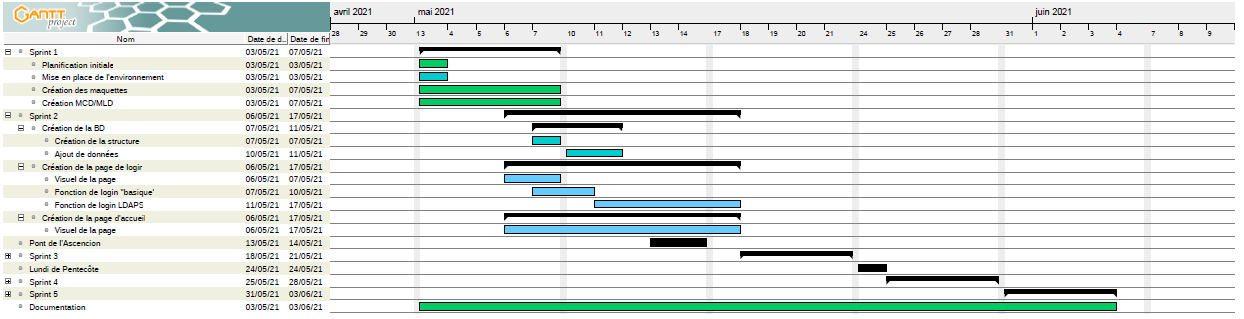 GANTT project
avril 2021 mai 2021 juin 2021
Nom Date de d... Date de fin
28 29 30 13 4 5 6 7 10 11 12 13 14 17 18 19 20 21 24 25 26 27 28 31 1 2 3 4 7 8 9
Sprint 1 03/05/21 07/05/21
Planification initiale 03/05/21 03/05/21
Mise en place de l'environnement 03/05/21 03/05/21
Création des maquettes 03/05/21 07/05/21
Création MCD/MLD 03/05/21 07/05/21
Sprint 2 06/05/21 17/05/21
Création de la BD 07/05/21 11/05/21
Création de la structure 07/05/21 07/05/21
Ajout de données 10/05/21 11/05/21
Création de la page de login 06/05/21 17/05/21
Visuel de la page 06/05/21 07/05/21
Fonction de login "basique" 07/05/21 10/05/21
Fonction de login LDAPS 11/05/21 17/05/21
Création de la page d'accueil 06/05/21 17/05/21
Visuel de la page 06/05/21 17/05/21
Pont de l'Ascencion 13/05/21 14/05/21
Sprint 3 18/05/21 21/05/21
Lundi de Pentecôte 24/05/21 24/05/21
Sprint 4 25/05/21 28/05/21
Sprint 5 31/05/21 03/06/21
Documentation 03/05/21 03/06/21